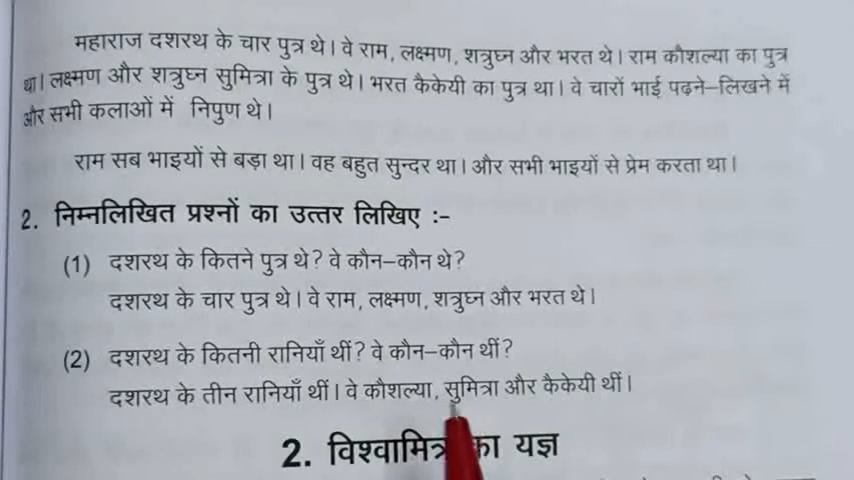 महाराज दशरथ के चार पुत्र थे। वे राम, लक्ष्मण, शत्रुघ्न और भरत थे। राम कौशल्या का पुत्र
था। लक्ष्मण और शत्रुघ्न सुमित्रा के पुत्र थे। भरत कैकेयी का पुत्र था। वे चारों भाई पढ़ने-लिखने में
और सभी कलाओं में निपुण थे।
राम सब भाइयों से बड़ा था। वह बहुत सुन्दर था। और सभी भाइयों से प्रेम करता था।
2. निम्नलिखित प्रश्नों का उत्तर लिखिए :-
(1) दशरथ के कितने पुत्र थे? वे कौन-कौन थे?
दशरथ के चार पुत्र थे। वे राम, लक्ष्मण, शत्रुघ्न और भरत थे।
(2) दशरथ के कितनी रानियाँ थीं? वे कौन-कौन थीं?
दशरथ के तीन रानियाँ थीं। वे कौशल्या, सुमित्रा और कैकेयी थीं।
2. विश्वामित्र का यज्ञ